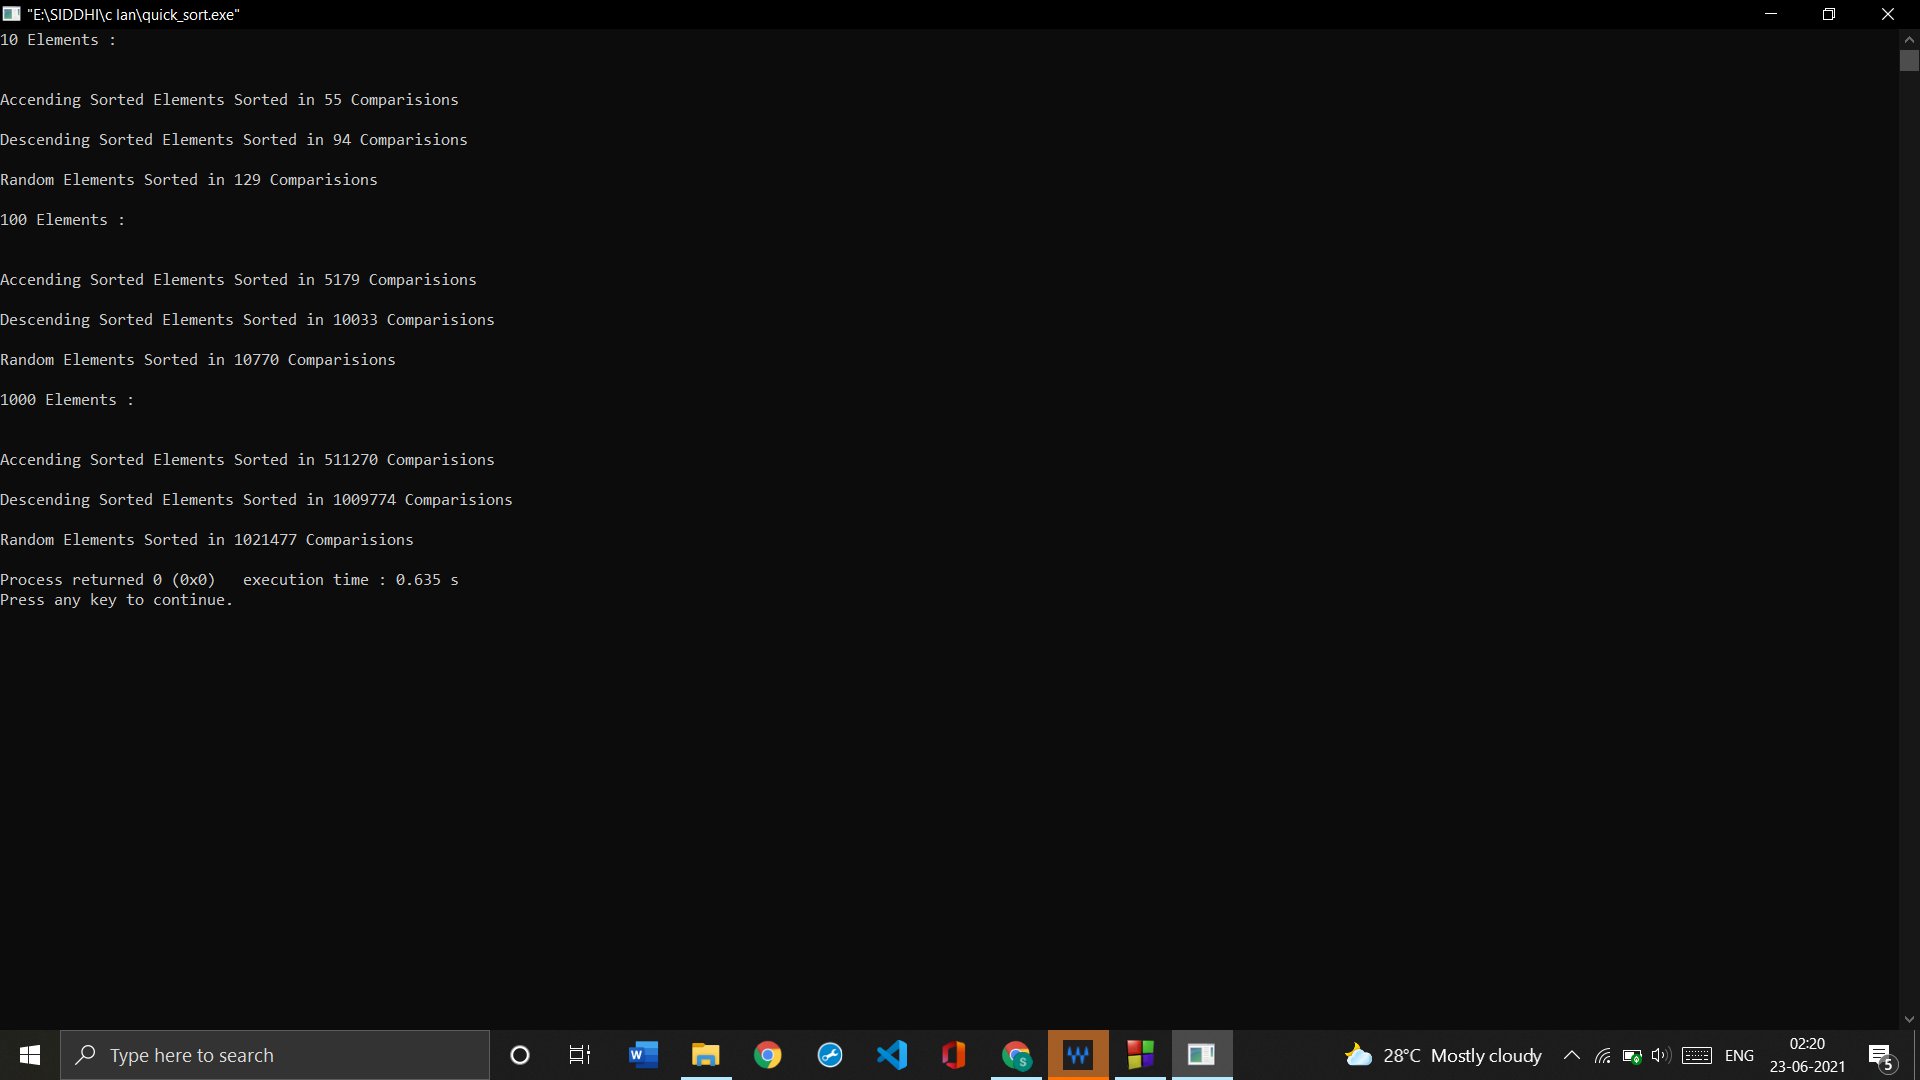 "E:\SIDDHI\c lan\quick_sort.exe"
10 Elements :
Accending Sorted Elements Sorted in 55 Comparisions
Descending Sorted Elements Sorted in 94 Comparisions
Random Elements Sorted in 129 Comparisions
100 Elements :
Accending Sorted Elements Sorted in 5179 Comparisions
Descending Sorted Elements Sorted in 10033 Comparisions
Random Elements Sorted in 10770 Comparisions
1000 Elements :
Accending Sorted Elements Sorted in 511270 Comparisions
Descending Sorted Elements Sorted in 1009774 Comparisions
Random Elements Sorted in 1021477 Comparisions
Process returned 0 (0x0)   execution time : 0.635 s
Press any key to continue.
Type here to search
W
S
28°C Mostly cloudy
ENG
02:20
23-06-2021
5